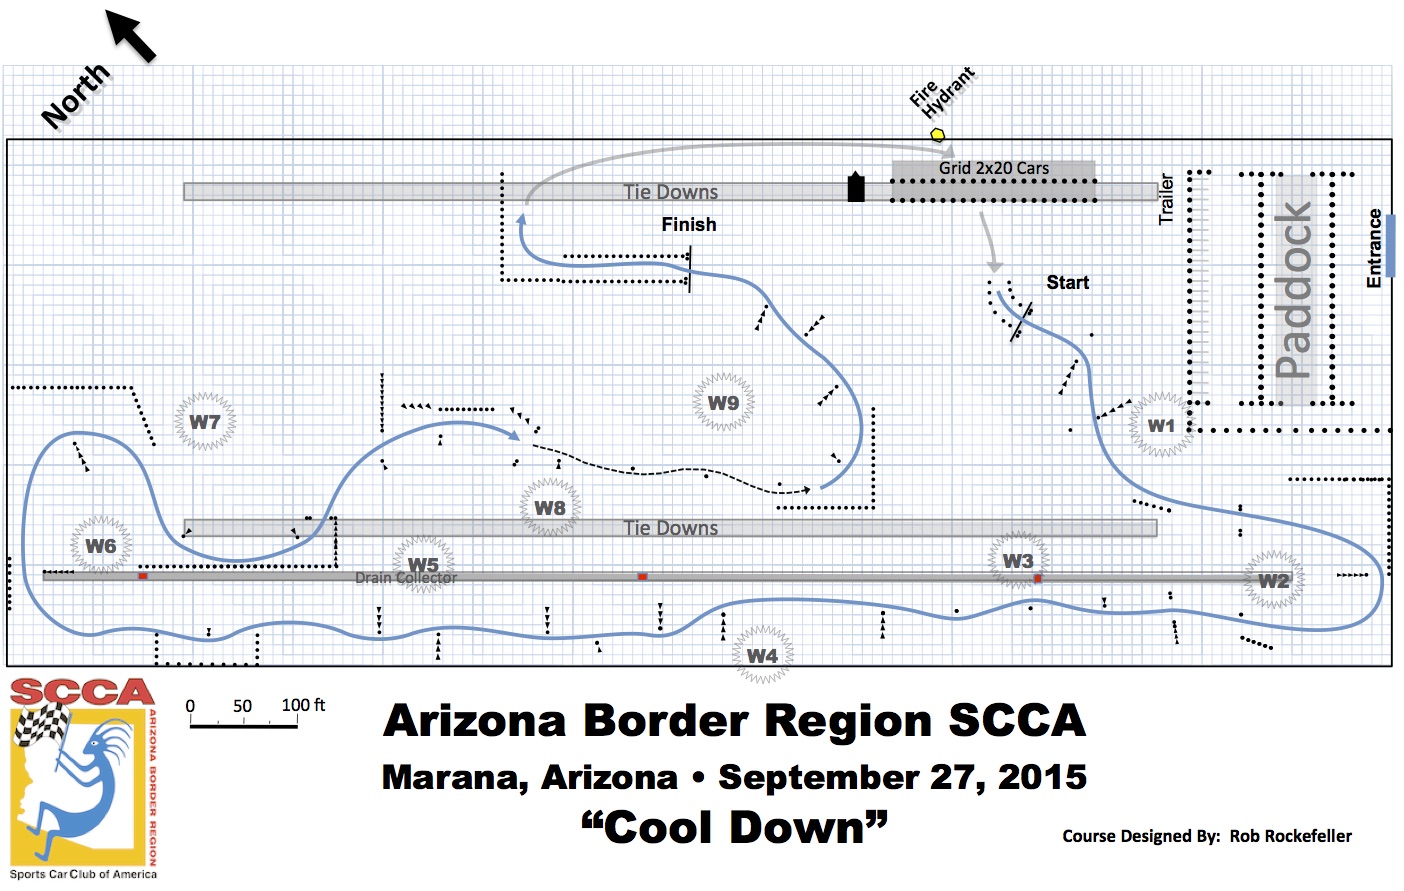 North
Fire
Hydrant
Grid 2x20 Cars
Tie Downs
Trailer
Finish
Start
Paddock
Entrance
W7
W9
W1
W8
Tie Downs
W6
W5
W3
W2
Drain Collector
W4
SCCA
ARIZONA BORDER REGION
Sports Car Club of America
0 50 100 ft
Arizona Border Region SCCA
Marana, Arizona • September 27, 2015
“Cool Down”
Course Designed By: Rob Rockefeller